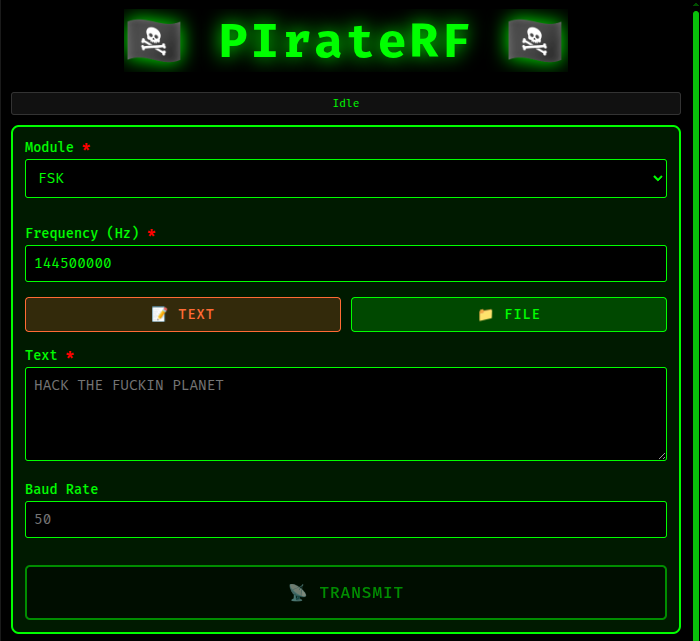 PIrateRF
Idle
Module *
FSK
Frequency (Hz) *
144500000
TEXT
FILE
Text *
HACK THE FUCKIN PLANET
Baud Rate
50
TRANSMIT